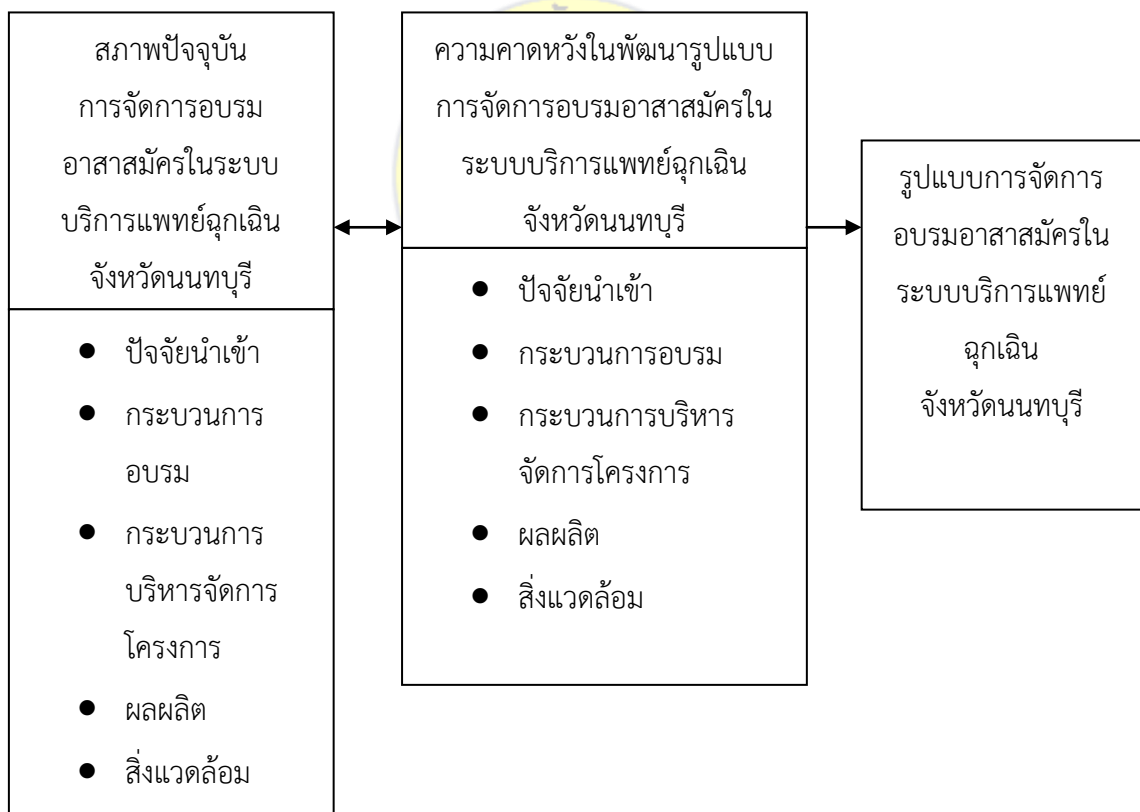 สภาพปัจจุบัน
การจัดการอบรม
อาสาสมัครในระบบ
บริการแพทย์ฉุกเฉิน
จังหวัดนนทบุรี
● ปัจจัยนำเข้า
● กระบวนการ
อบรม
● กระบวนการ
บริหารจัดการ
โครงการ
● ผลผลิต
● สิ่งแวดล้อม
ความคาดหวังในพัฒนารูปแบบ
การจัดการอบรมอาสาสมัครใน
ระบบบริการแพทย์ฉุกเฉิน
จังหวัดนนทบุรี
● ปัจจัยนำเข้า
● กระบวนการอบรม
● กระบวนการบริหาร
จัดการโครงการ
● ผลผลิต
● สิ่งแวดล้อม
รูปแบบการจัดการ
อบรมอาสาสมัครใน
ระบบบริการแพทย์
ฉุกเฉิน
จังหวัดนนทบุรี